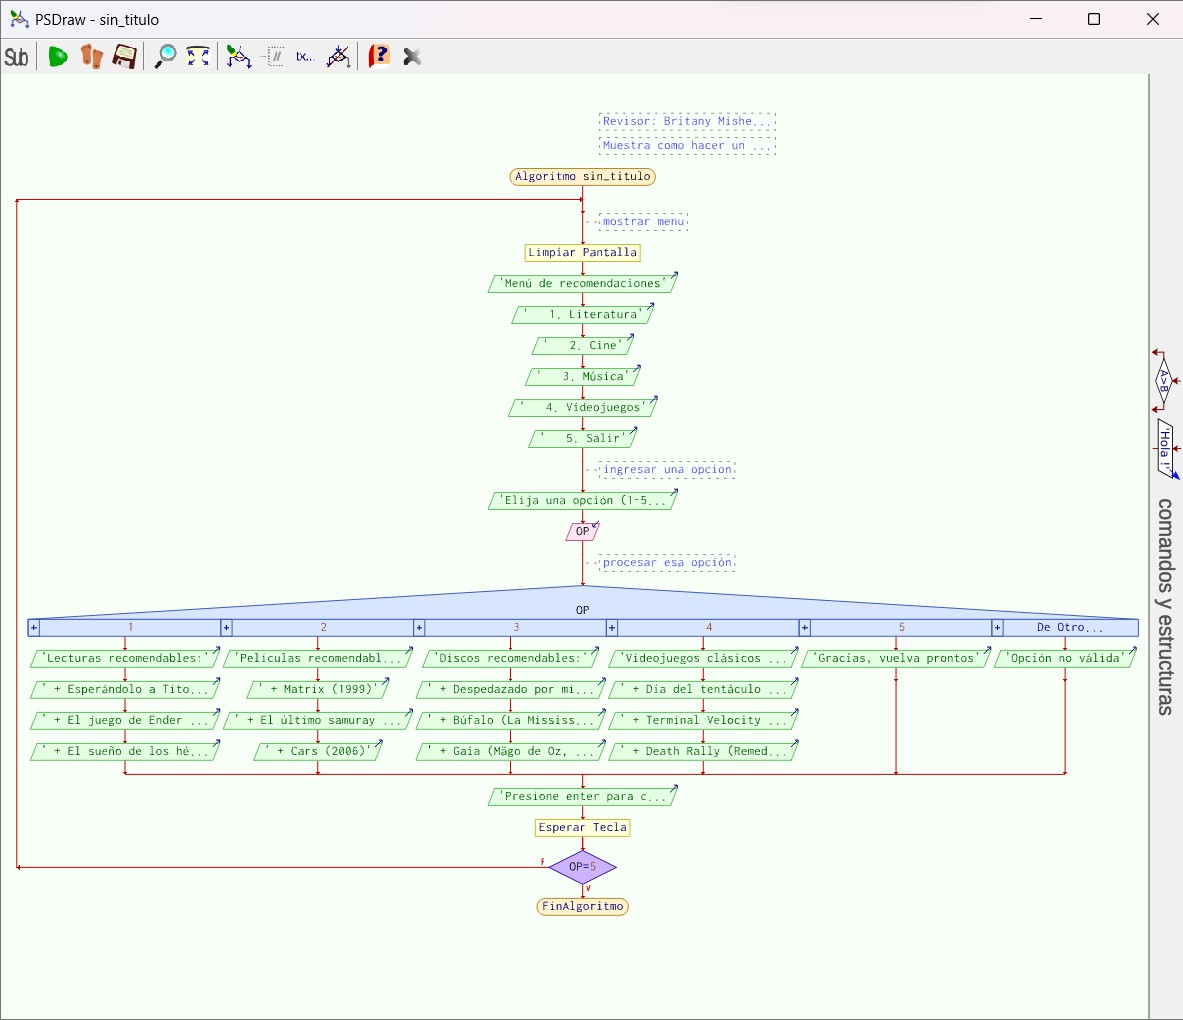 PSDraw - sin_titulo
Sub
tx...
?
Revisor: Britany Mishe...
Muestra como hacer un ...
Algoritmo sin_titulo
mostrar menu
Limpiar Pantalla
'Menú de recomendaciones'
'   1. Literatura'
'   2. Cine'
'   3. Música'
'   4. Videojuegos'
'   5. Salir'
ingresar una opcion
'Elija una opción (1-5...
OP
procesar esa opción
OP
+ 1 + 2 + 3 + 4 + 5 + De Otro...
'Lecturas recomendables:' 'Películas recomendabl... 'Discos recomendables:' 'Videojuegos clásicos ... 'Gracias, vuelva prontos' 'Opción no válida'
' + Esperándolo a Tito... ' + Matrix (1999)' ' + Despedazado por mi... ' + Día del tentáculo ...
' + El juego de Ender ... ' + El último samuray ... ' + Búfalo (La Mississ... ' + Terminal Velocity ...
' + El sueño de los hé... ' + Cars (2006)' ' + Gaia (Mägo de Oz, ... ' + Death Rally (Remed...
'Presione enter para c...
Esperar Tecla
f
OP=5
v
FinAlgoritmo
A>B
'Hola !'
comandos y estructuras